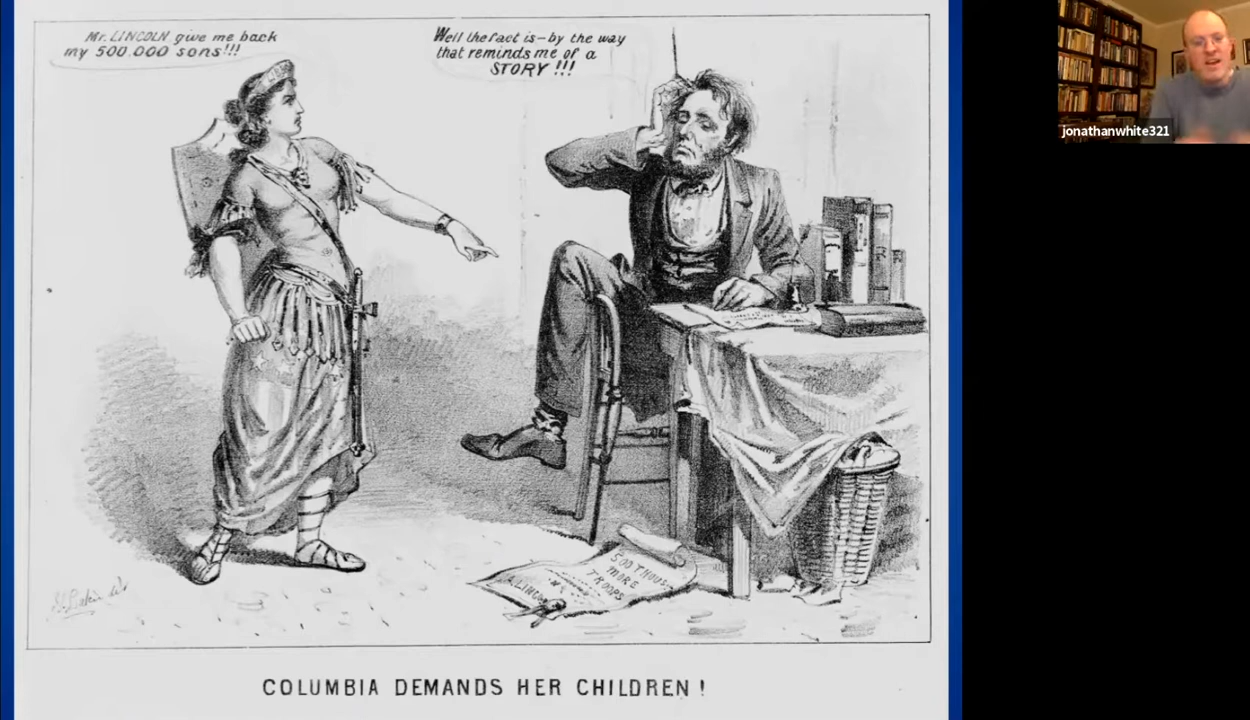 Mr. LINCOLN give me back
my 500.000 sons!!!
Well the fact is—by the way
that reminds me of a
STORY!!!
jonathanwhite321
500 THOUS
MORE
TROOPS
A. LINCOLN
COLUMBIA DEMANDS HER CHILDREN!